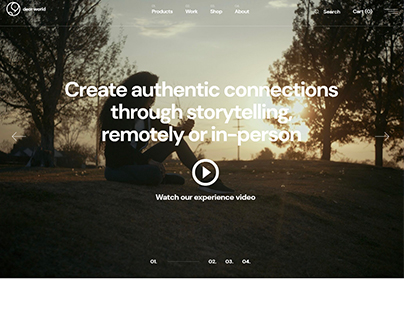 dear world
Products
Work
Shop
About
Search
Cart (0)
Create authentic connections
through storytelling,
remotely or in-person
Watch our experience video
01.
02.
03.
04.